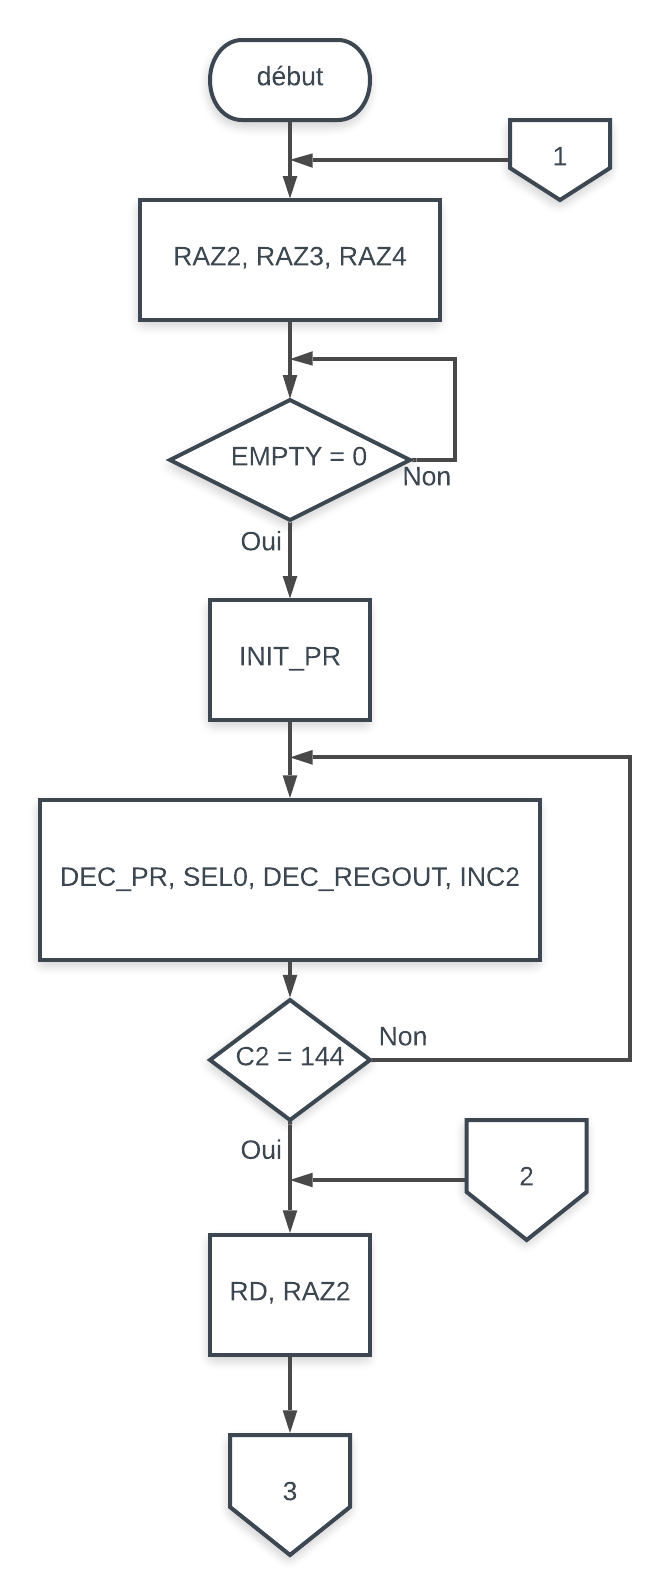 début
1
RAZ2, RAZ3, RAZ4
EMPTY = 0
Non
Oui
INIT_PR
DEC_PR, SEL0, DEC_REGOUT, INC2
Non
C2 = 144
Oui
2
RD, RAZ2
3